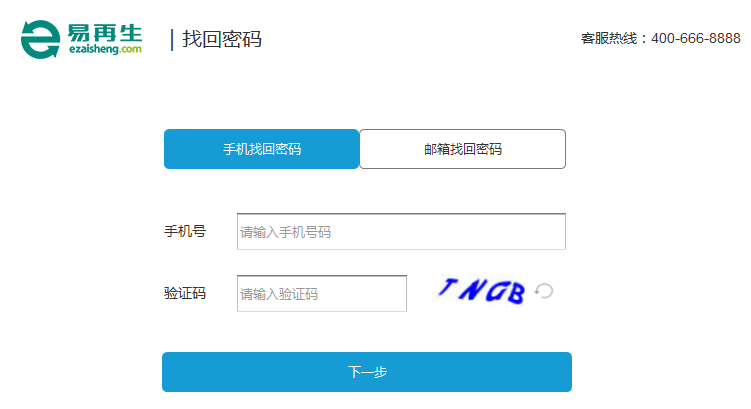 易再生
ezaisheng.com
找回密码
客服热线：400-666-8888
手机找回密码
邮箱找回密码
手机号
请输入手机号码
验证码
请输入验证码
TNGB
下一步